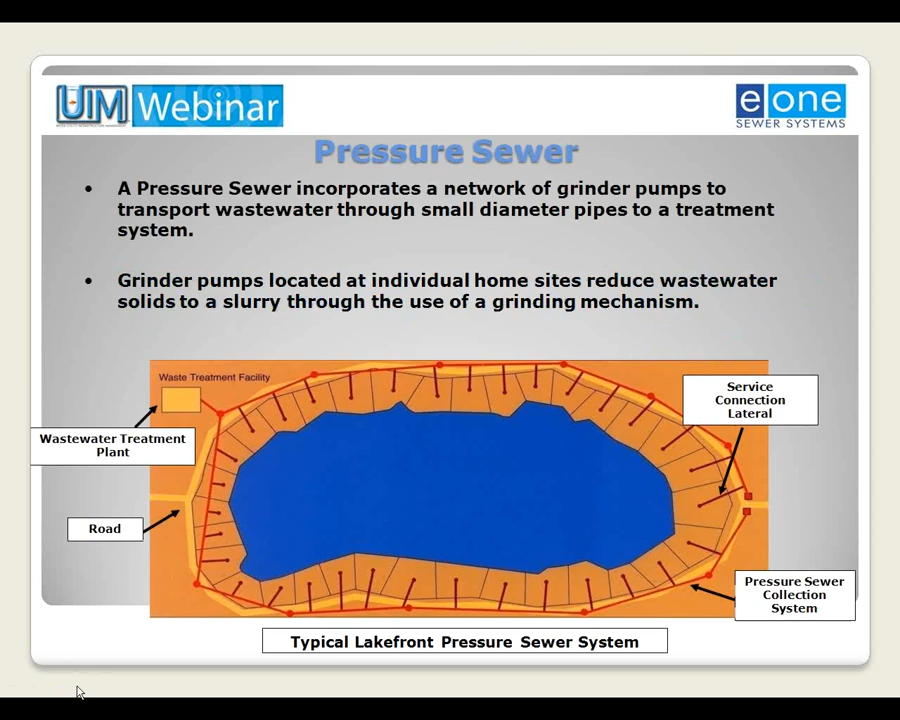 UIM Webinar
e one
SEWER SYSTEMS
Pressure Sewer
• A Pressure Sewer incorporates a network of grinder pumps to
transport wastewater through small diameter pipes to a treatment
system.
• Grinder pumps located at individual home sites reduce wastewater
solids to a slurry through the use of a grinding mechanism.
Waste Treatment Facility
Service
Connection
Lateral
Wastewater Treatment
Plant
Road
Pressure Sewer
Collection
System
Typical Lakefront Pressure Sewer System